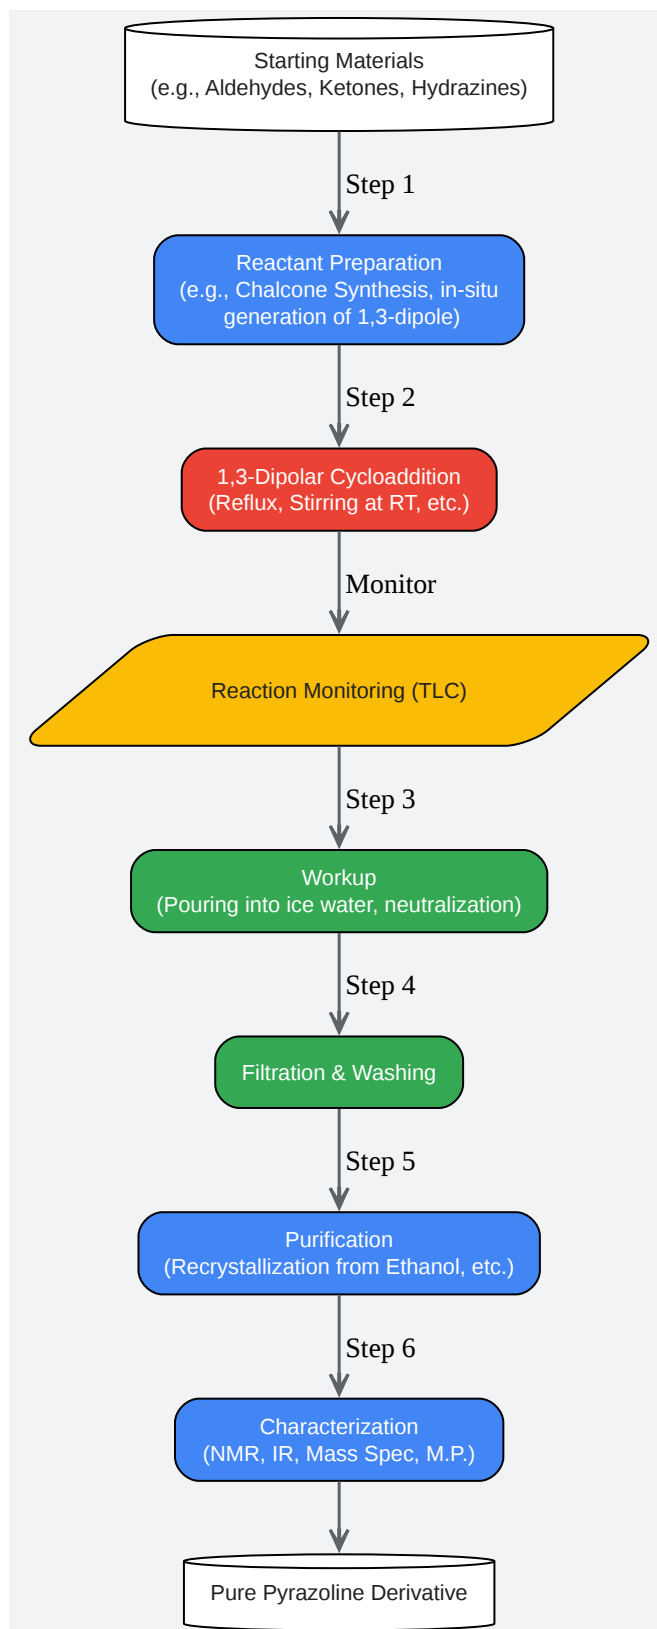 Starting Materials
(e.g., Aldehydes, Ketones, Hydrazines)
Step 1
Reactant Preparation
(e.g., Chalcone Synthesis, in-situ
generation of 1,3-dipole)
Step 2
1,3-Dipolar Cycloaddition
(Reflux, Stirring at RT, etc.)
Monitor
Reaction Monitoring (TLC)
Step 3
Workup
(Pouring into ice water, neutralization)
Step 4
Filtration & Washing
Step 5
Purification
(Recrystallization from Ethanol, etc.)
Step 6
Characterization
(NMR, IR, Mass Spec, M.P.)
Pure Pyrazoline Derivative